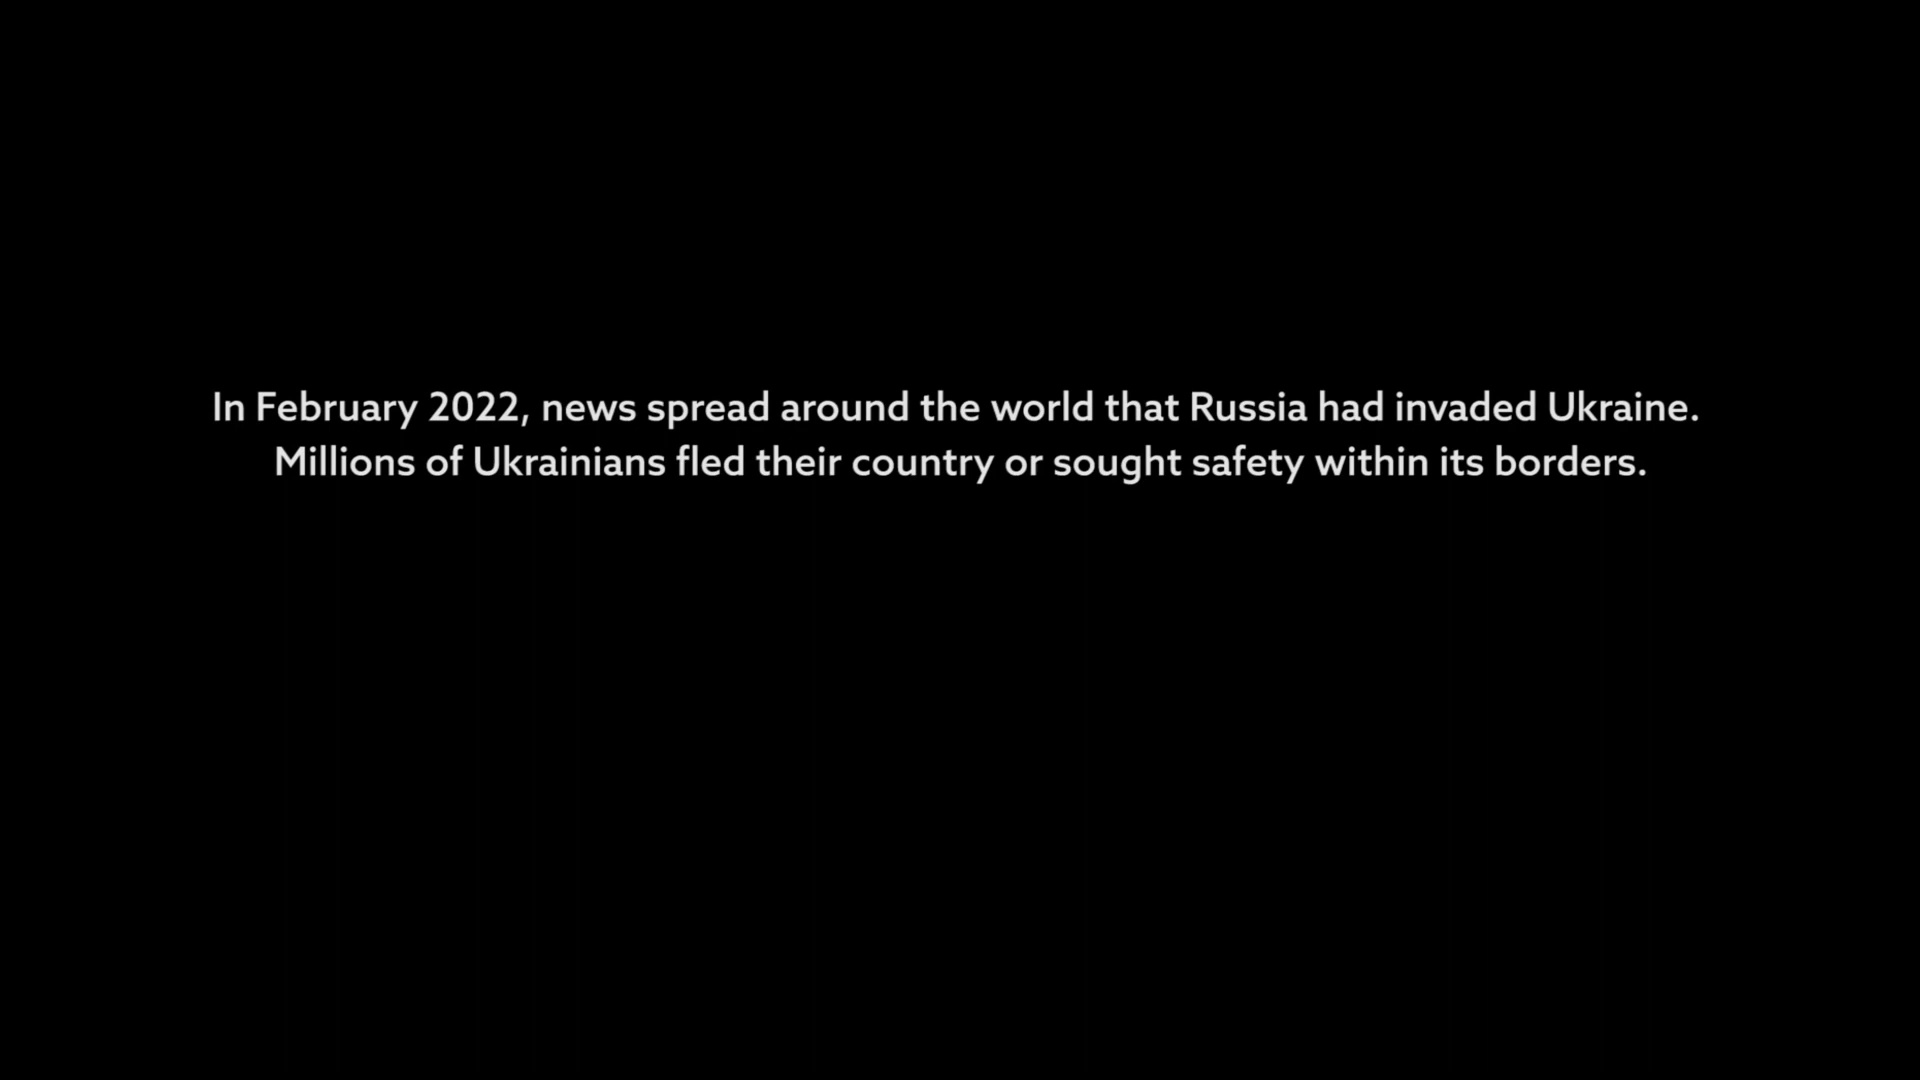 In February 2022, news spread around the world that Russia had invaded Ukraine.
Millions of Ukrainians fled their country or sought safety within its borders.